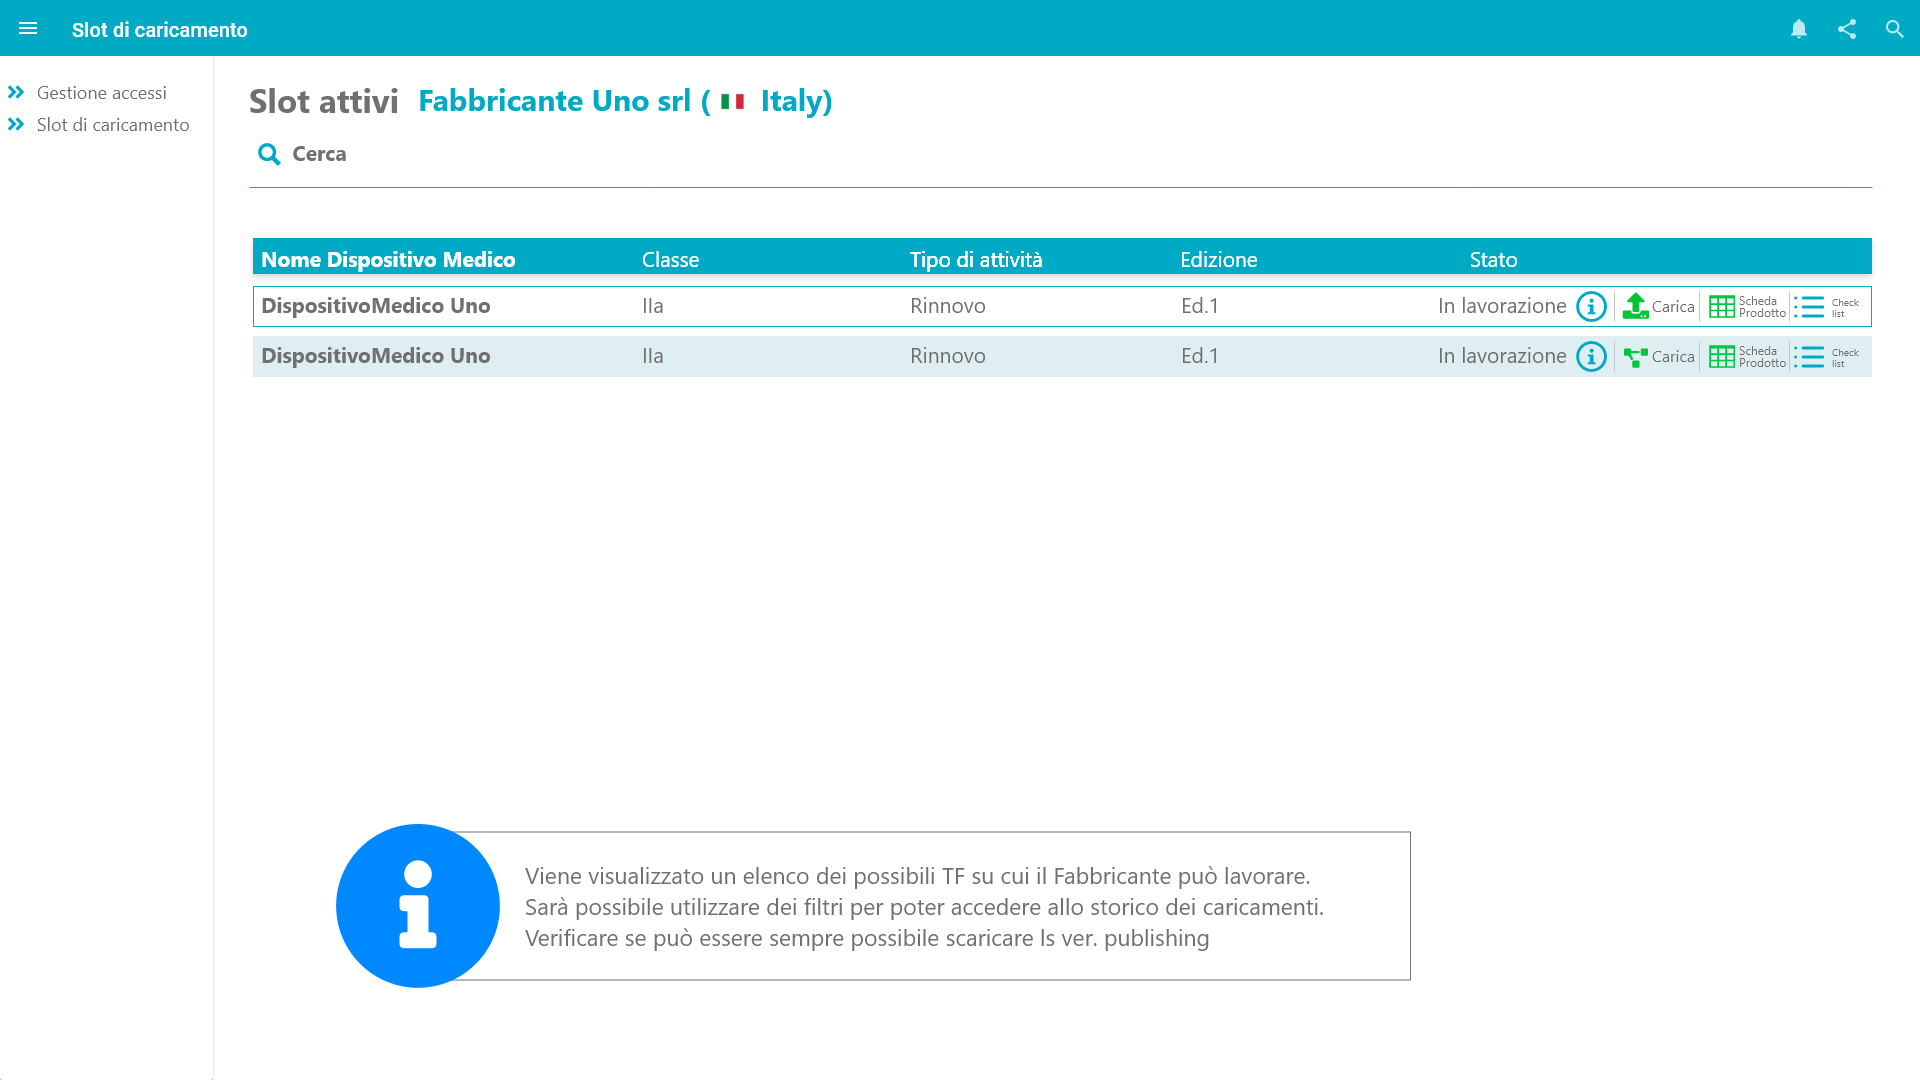 Slot di caricamento
Gestione accessi
Slot di caricamento
Slot attivi Fabbricante Uno srl ( Italy)
Cerca
Nome Dispositivo Medico Classe Tipo di attività Edizione Stato
DispositivoMedico Uno IIa Rinnovo Ed.1 In lavorazione Carica Scheda Prodotto Check list
DispositivoMedico Uno IIa Rinnovo Ed.1 In lavorazione Carica Scheda Prodotto Check list
Viene visualizzato un elenco dei possibili TF su cui il Fabbricante può lavorare.
Sarà possibile utilizzare dei filtri per poter accedere allo storico dei caricamenti.
Verificare se può essere sempre possibile scaricare ls ver. publishing